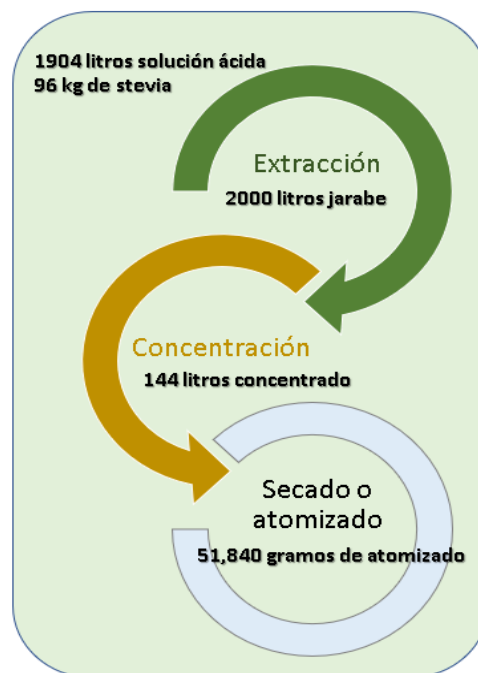 1904 litros solución ácida
96 kg de stevia
Extracción
2000 litros jarabe
Concentración
144 litros concentrado
Secado o
atomizado
51,840 gramos de atomizado